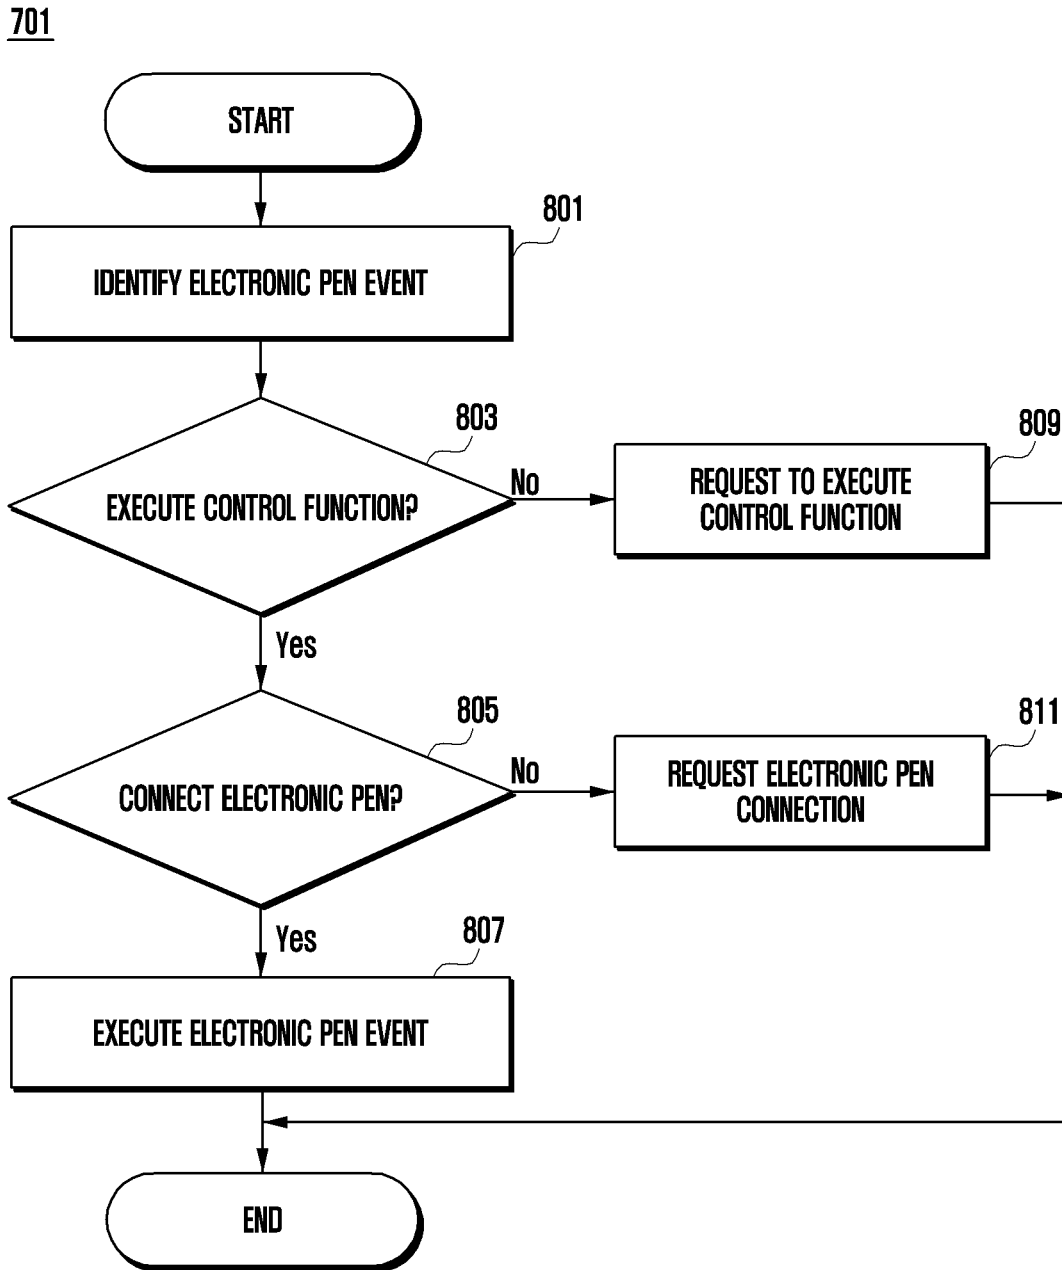 701
START
801
IDENTIFY ELECTRONIC PEN EVENT
803
EXECUTE CONTROL FUNCTION?
No
809
REQUEST TO EXECUTE
CONTROL FUNCTION
Yes
805
CONNECT ELECTRONIC PEN?
No
811
REQUEST ELECTRONIC PEN
CONNECTION
Yes
807
EXECUTE ELECTRONIC PEN EVENT
END